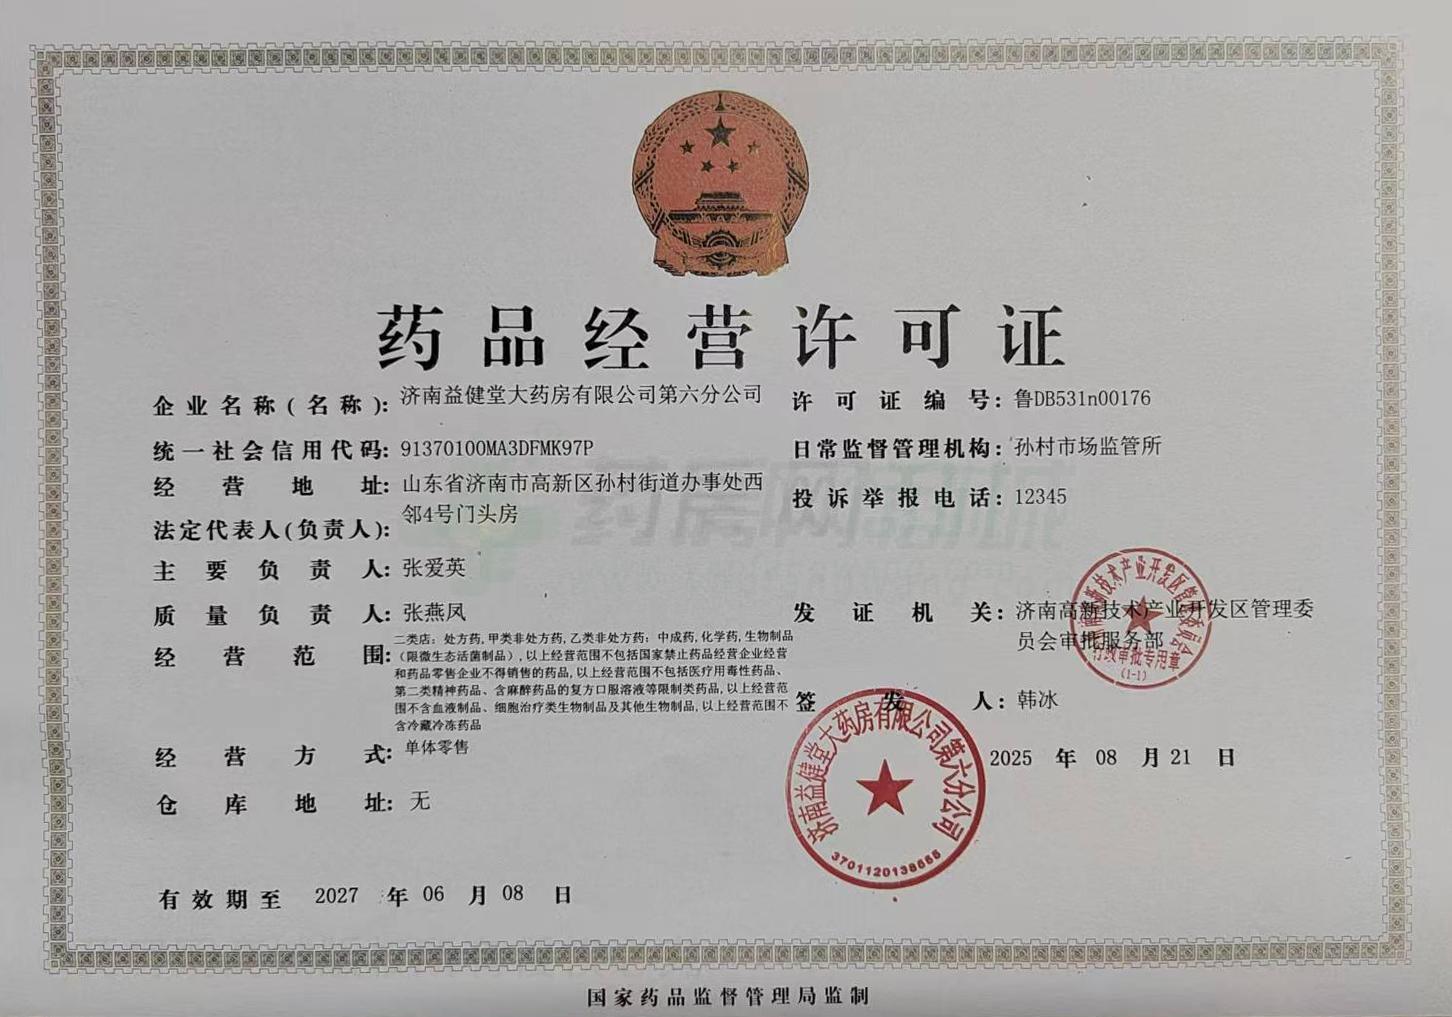 药品经营许可证
企业名称(名称): 济南益健堂大药房有限公司第六分公司
许可证编号: 鲁DB531n00176
统一社会信用代码: 91370100MA3DFMK97P
日常监督管理机构: 孙村市场监管所
经营地址: 山东省济南市高新区孙村街道办事处西
邻4号门头房
投诉举报电话: 12345
法定代表人(负责人):
主要负责人: 张爱英
质量负责人: 张燕凤
发证机关: 济南高新技术产业开发区管理委
员会审批服务部
经营范围: 二类店: 处方药,甲类非处方药,乙类非处方药; 中成药,化学药,生物制品
(限微生态活菌制品),以上经营范围不包括国家禁止药品经营企业经营
和药品零售企业不得销售的药品,以上经营范围不包括医疗用毒性药品、
第二类精神药品、含麻醉药品的复方口服溶液等限制类药品,以上经营范
围不含血液制品、细胞治疗类生物制品及其他生物制品,以上经营范围不
含冷藏冷冻药品
签发人: 韩冰
经营方式: 单体零售
2025 年 08 月 21 日
仓库地址: 无
有效期至 2027 年 06 月 08 日
国家药品监督管理局监制
济南益健堂大药房有限公司第六分公司
行政审批专用章
(1-1)
药房网商城